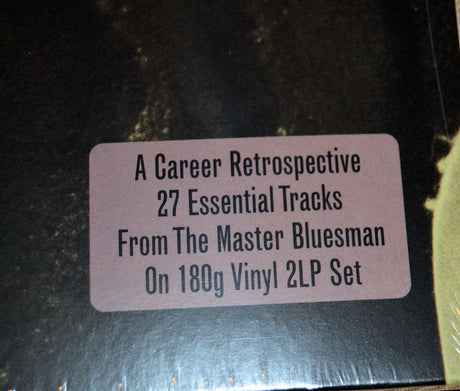 A Career Retrospective
27 Essential Tracks
From The Master Bluesman
On 180g Vinyl 2LP Set